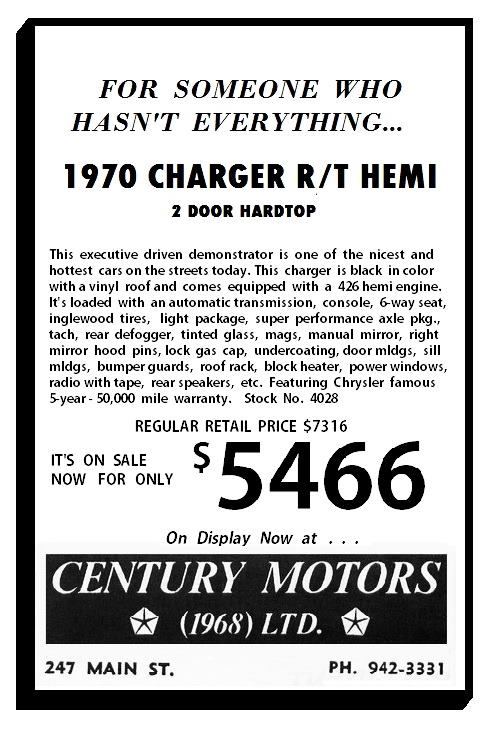 FOR SOMEONE WHO
HASN'T EVERYTHING...
1970 CHARGER R/T HEMI
2 DOOR HARDTOP
This executive driven demonstrator is one of the nicest and
hottest cars on the streets today. This charger is black in color
with a vinyl roof and comes equipped with a 426 hemi engine.
It's loaded with an automatic transmission, console, 6-way seat,
inglewood tires, light package, super performance axle pkg.,
tach, rear defogger, tinted glass, mags, manual mirror, right
mirror hood pins, lock gas cap, undercoating, door mldgs, sill
mldgs, bumper guards, roof rack, block heater, power windows,
radio with tape, rear speakers, etc. Featuring Chrysler famous
5-year - 50,000 mile warranty. Stock No. 4028
REGULAR RETAIL PRICE $7316
IT'S ON SALE
NOW FOR ONLY
$5466
On Display Now at . . .
CENTURY MOTORS
(1968) LTD.
247 MAIN ST. PH. 942-3331